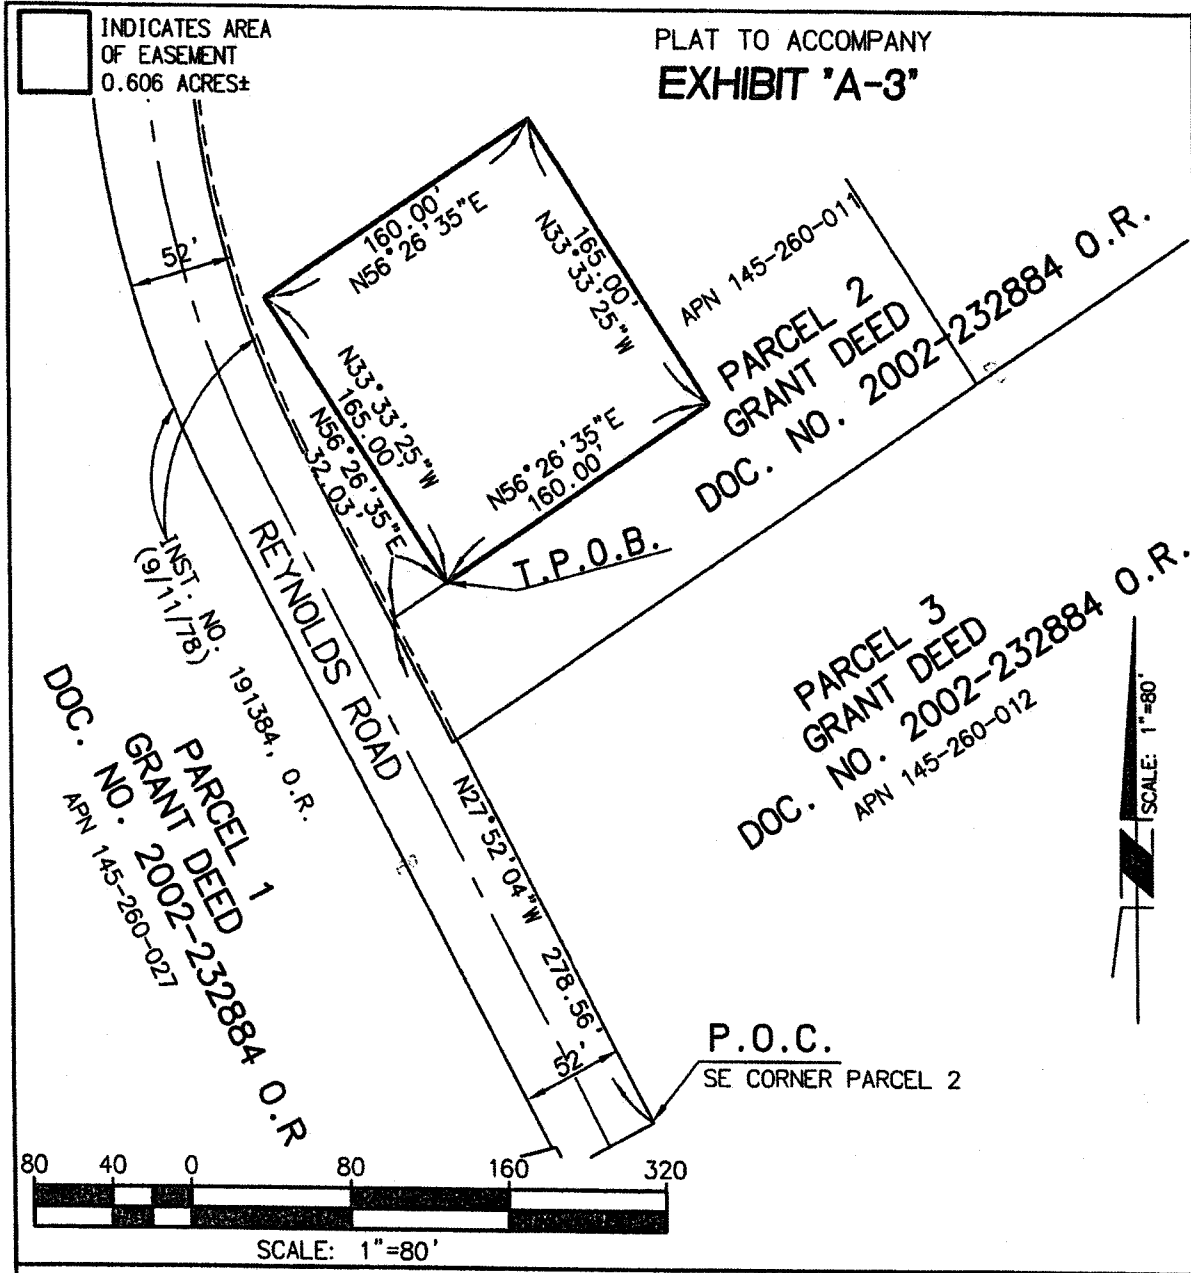 INDICATES AREA
OF EASEMENT
0.606 ACRES±
PLAT TO ACCOMPANY
EXHIBIT "A-3"
52'
160.00'
N56°26'35"E
165.00'
N33°33'25"W
N33°33'25"W
165.00'
N56°26'35"E
32.03'
N56°26'35"E
160.00'
APN 145-260-011
PARCEL 2
GRANT DEED
DOC. NO. 2002-232884 O.R.
T.P.O.B.
INST. NO. 191384, O.R.
(9/11/78)
REYNOLDS ROAD
PARCEL 3
GRANT DEED
DOC. NO. 2002-232884 O.R.
APN 145-260-012
SCALE: 1"=80'
PARCEL 1
GRANT DEED
DOC. NO. 2002-232884 O.R
APN 145-260-027
N27°52'04"W 278.56'
52'
P.O.C.
SE CORNER PARCEL 2
80 40 0 80 160 320
SCALE: 1"=80'